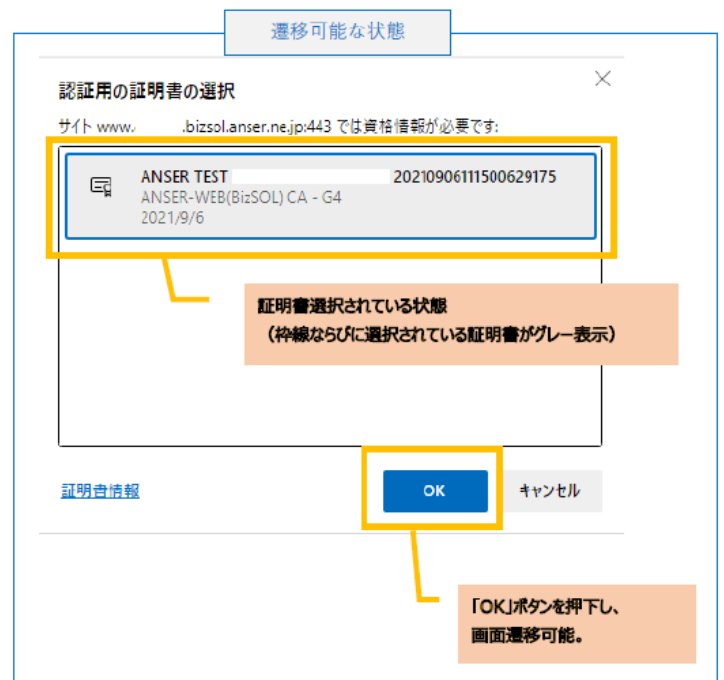 遷移可能な状態
認証用の証明書の選択
サイト www. .bizsol.anser.ne.jp:443 では資格情報が必要です:
ANSER TEST 20210906111500629175
ANSER-WEB(BizSOL) CA - G4
2021/9/6
証明書選択されている状態
（枠線ならびに選択されている証明書がグレー表示）
証明書情報
OK
キャンセル
「OK」ボタンを押下し、
画面遷移可能。